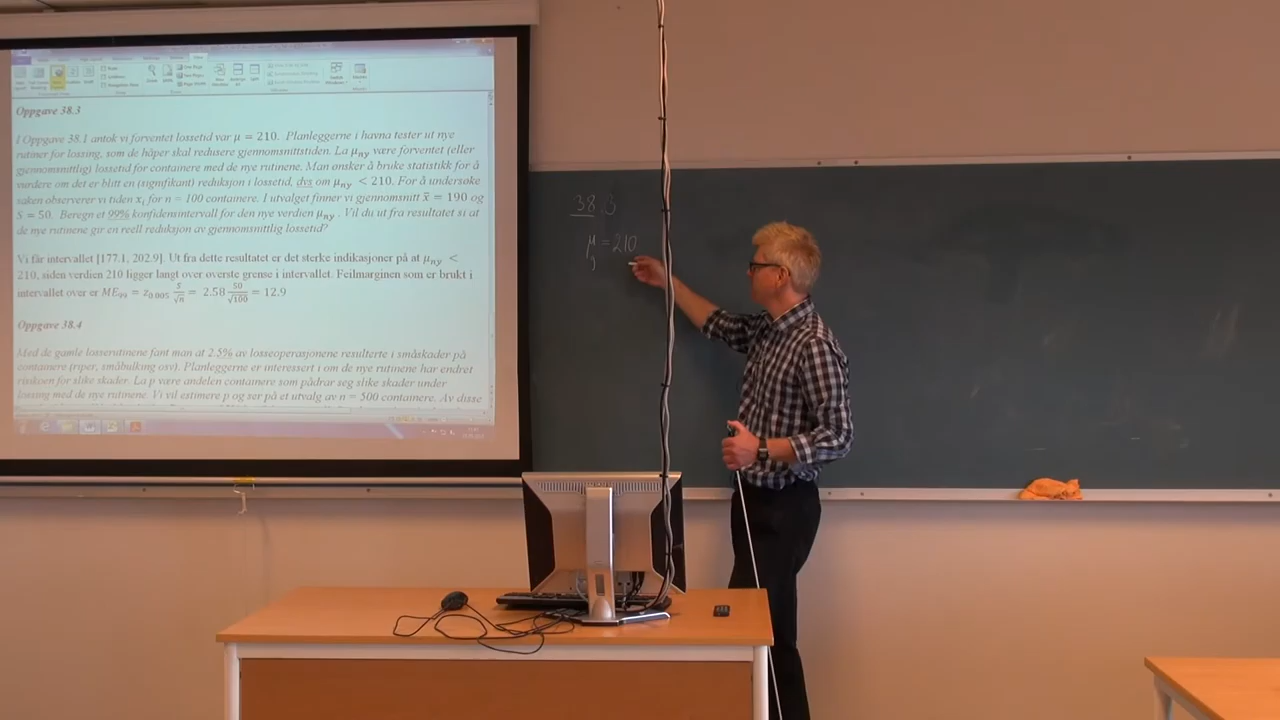 Oppgave 38.3
I Oppgave 38.1 antok vi forventet lossetid var μ = 210. Planleggerne i havna tester ut nye
rutiner for lossing, som de håper skal redusere gjennomsnittstiden. La μny være forventet (eller
gjennomsnittlig) lossetid for containere med de nye rutinene. Man ønsker å bruke statistikk for å
vurdere om det er blitt en (signifikant) reduksjon i lossetid, dvs om μny < 210. For å undersøke
saken observerer vi tiden xi for n = 100 containere. I utvalget finner vi gjennomsnitt x̄ = 190 og
S = 50. Beregn et 99% konfidensintervall for den nye verdien μny. Vil du ut fra resultatet si at
de nye rutinene gir en reell reduksjon av gjennomsnittlig lossetid?
Vi får intervallet [177.1, 202.9]. Ut fra dette resultatet er det sterke indikasjoner på at μny <
210, siden verdien 210 ligger langt over øverste grense i intervallet. Feilmarginen som er brukt i
intervallet over er ME99 = z0.005 S/√n = 2.58 50/√100 = 12.9
Oppgave 38.4
Med de gamle losserutinene fant man at 2.5% av losseoperasjonene resulterte i småskader på
containere (riper, småbulking osv). Planleggerne er interessert i om de nye rutinene har endret
risikoen for slike skader. La p være andelen containere som pådrar seg slike skader under
lossing med de nye rutinene. Vi vil estimere p og ser på et utvalg av n = 500 containere. Av disse
38.3
μ = 210